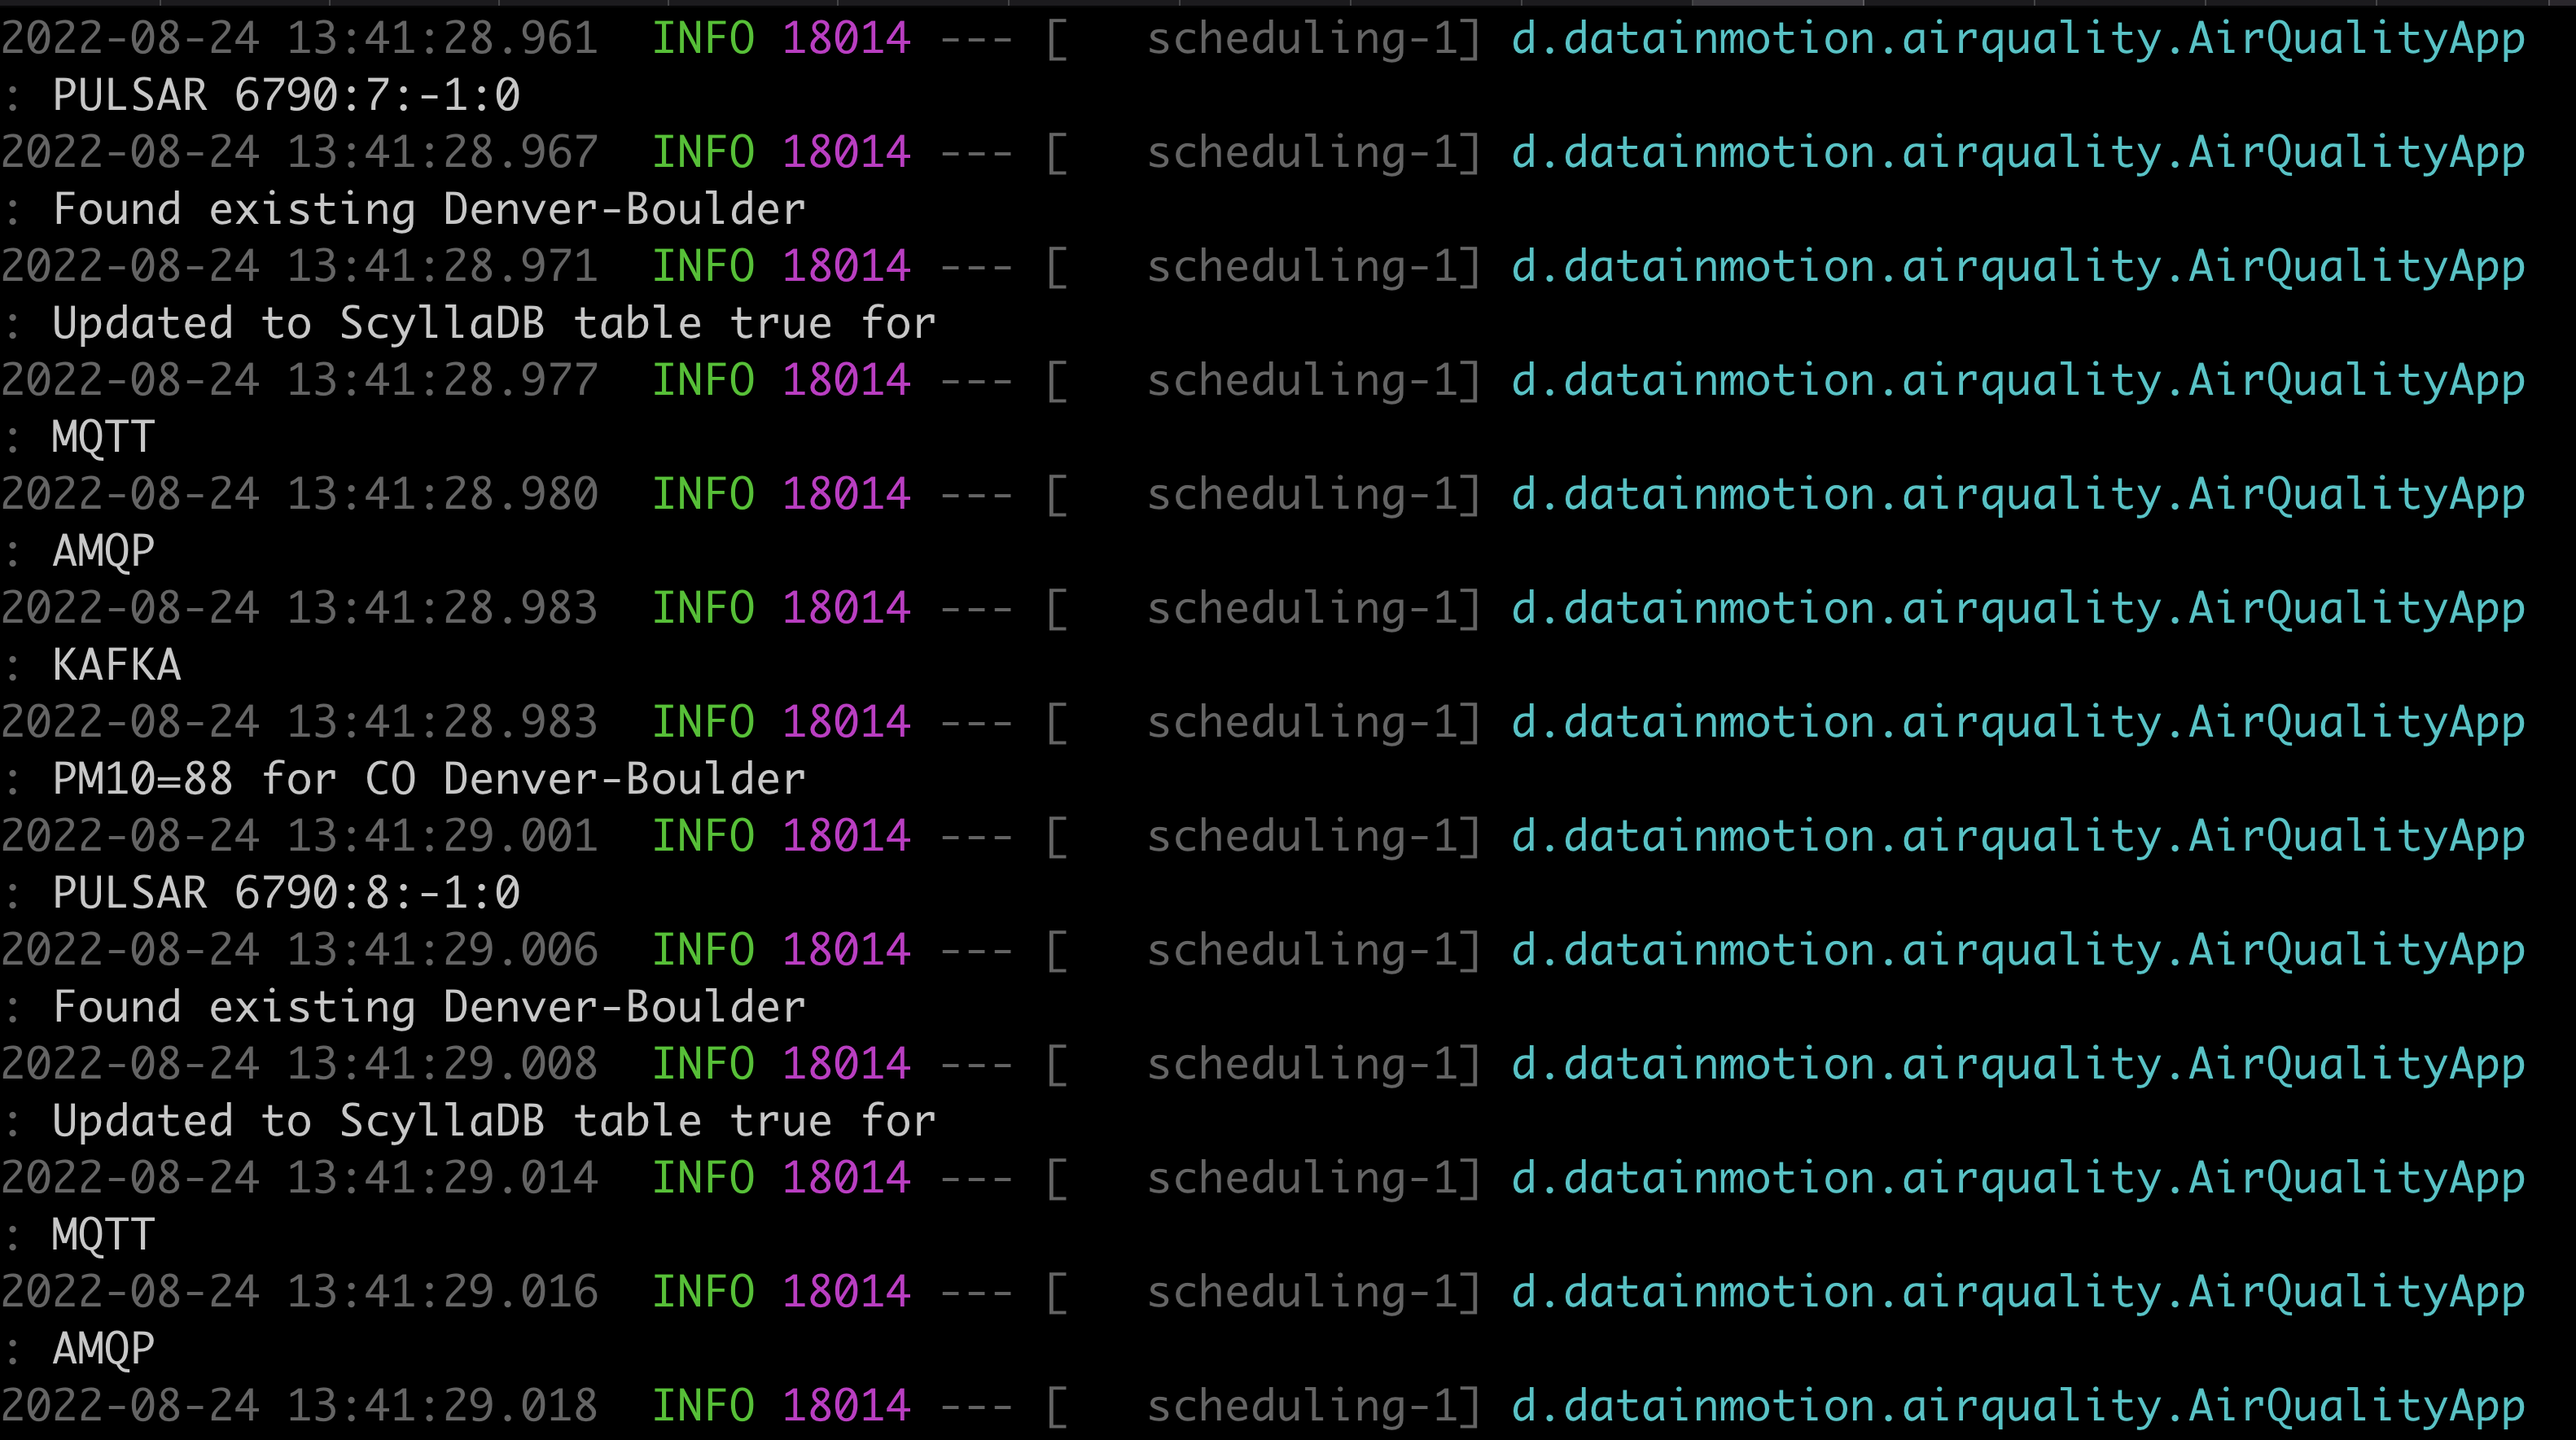 2022-08-24 13:41:28.961  INFO 18014 --- [   scheduling-1] d.datainmotion.airquality.AirQualityApp
: PULSAR 6790:7:-1:0
2022-08-24 13:41:28.967  INFO 18014 --- [   scheduling-1] d.datainmotion.airquality.AirQualityApp
: Found existing Denver-Boulder
2022-08-24 13:41:28.971  INFO 18014 --- [   scheduling-1] d.datainmotion.airquality.AirQualityApp
: Updated to ScyllaDB table true for
2022-08-24 13:41:28.977  INFO 18014 --- [   scheduling-1] d.datainmotion.airquality.AirQualityApp
: MQTT
2022-08-24 13:41:28.980  INFO 18014 --- [   scheduling-1] d.datainmotion.airquality.AirQualityApp
: AMQP
2022-08-24 13:41:28.983  INFO 18014 --- [   scheduling-1] d.datainmotion.airquality.AirQualityApp
: KAFKA
2022-08-24 13:41:28.983  INFO 18014 --- [   scheduling-1] d.datainmotion.airquality.AirQualityApp
: PM10=88 for CO Denver-Boulder
2022-08-24 13:41:29.001  INFO 18014 --- [   scheduling-1] d.datainmotion.airquality.AirQualityApp
: PULSAR 6790:8:-1:0
2022-08-24 13:41:29.006  INFO 18014 --- [   scheduling-1] d.datainmotion.airquality.AirQualityApp
: Found existing Denver-Boulder
2022-08-24 13:41:29.008  INFO 18014 --- [   scheduling-1] d.datainmotion.airquality.AirQualityApp
: Updated to ScyllaDB table true for
2022-08-24 13:41:29.014  INFO 18014 --- [   scheduling-1] d.datainmotion.airquality.AirQualityApp
: MQTT
2022-08-24 13:41:29.016  INFO 18014 --- [   scheduling-1] d.datainmotion.airquality.AirQualityApp
: AMQP
2022-08-24 13:41:29.018  INFO 18014 --- [   scheduling-1] d.datainmotion.airquality.AirQualityApp